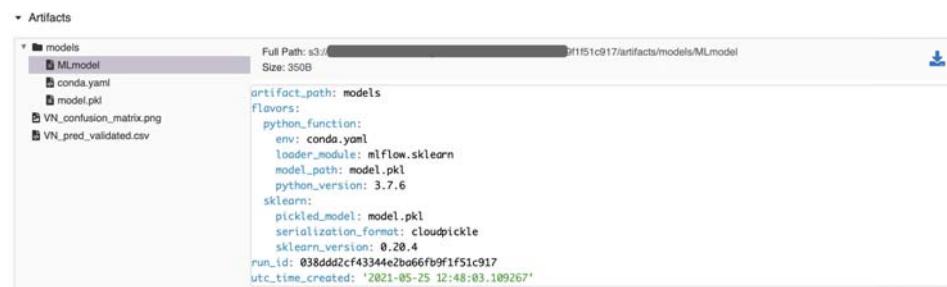 Artifacts
models
MLmodel
conda.yaml
model.pkl
VN_confusion_matrix.png
VN_pred_validated.csv
Full Path: s3:// 9f1f51c917/artifacts/models/MLmodel
Size: 350B
artifact_path: models
flavors:
python_function:
env: conda.yaml
loader_module: mlflow.sklearn
model_path: model.pkl
python_version: 3.7.6
sklearn:
pickled_model: model.pkl
serialization_format: cloudpickle
sklearn_version: 0.20.4
run_id: 038ddd2cf43344e2ba66fb9f1f51c917
utc_time_created: '2021-05-25 12:48:03.109267'